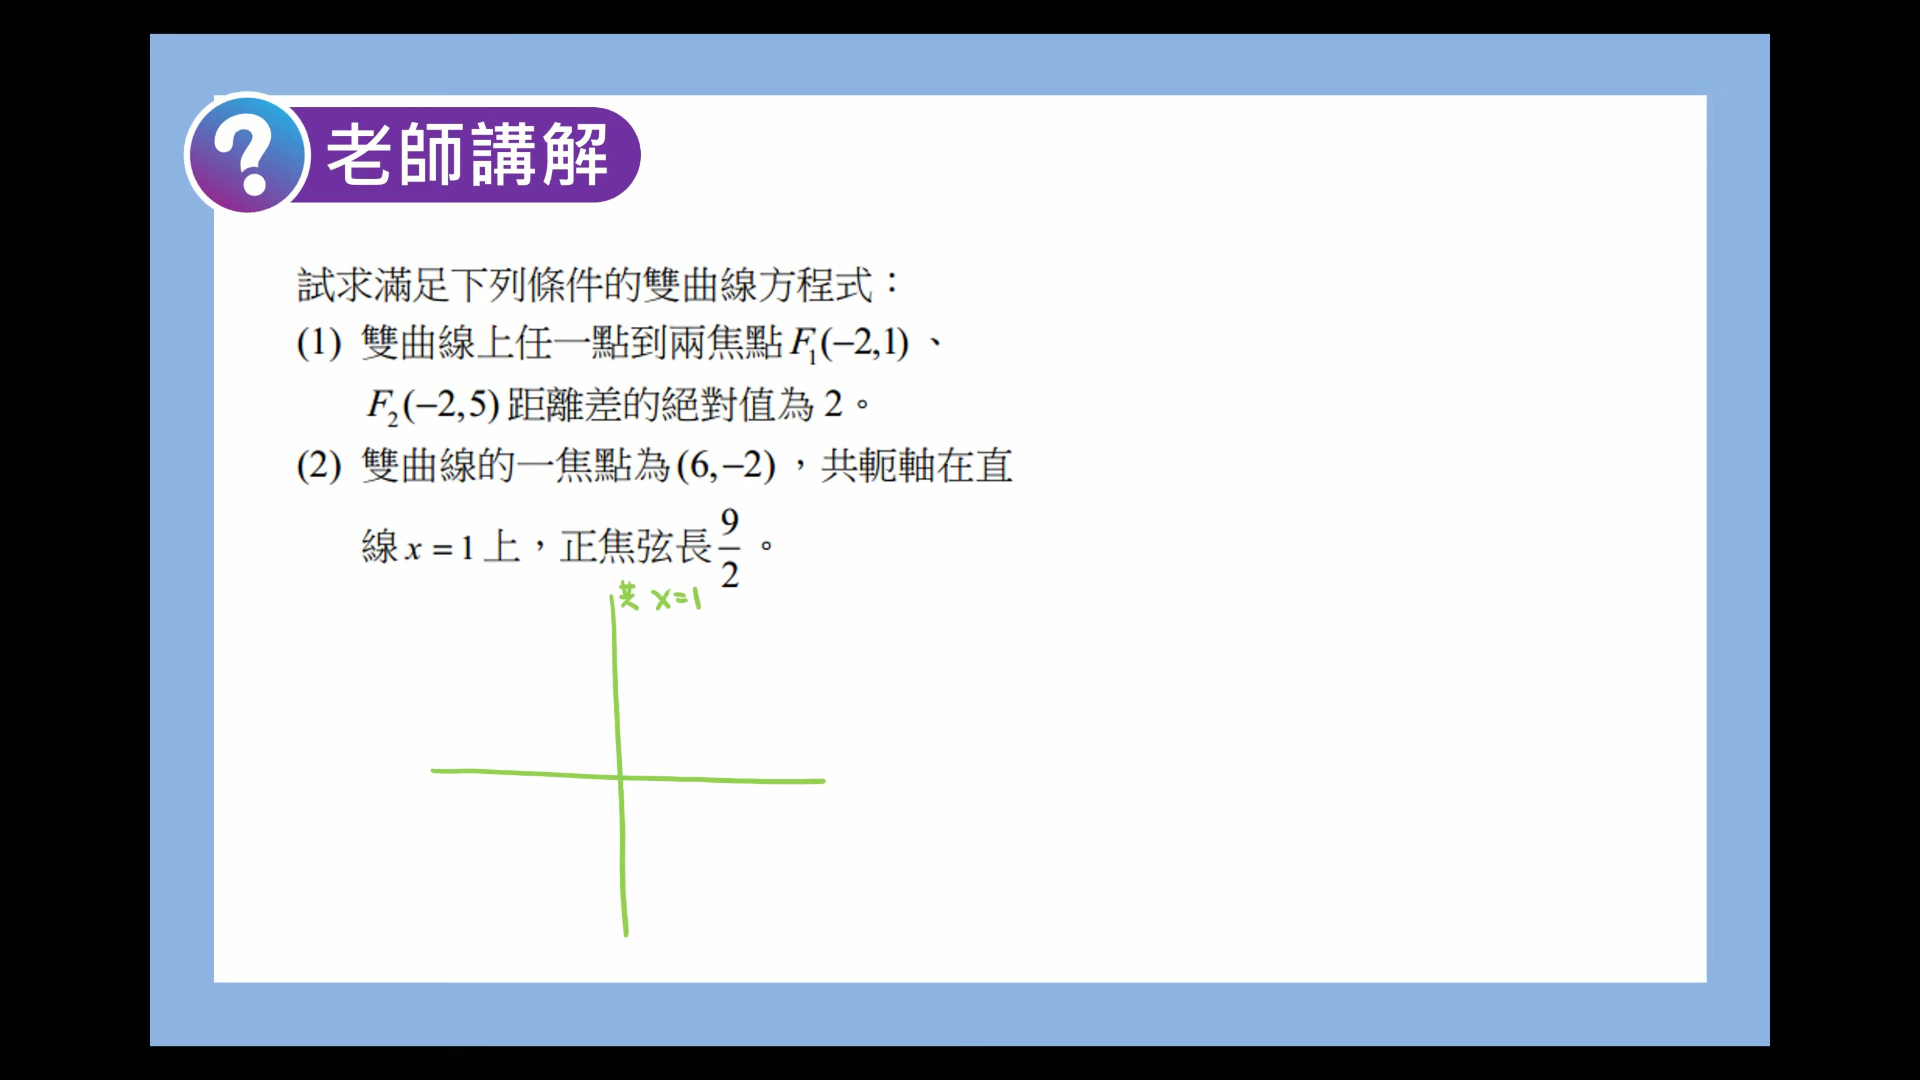 老師講解
試求滿足下列條件的雙曲線方程式：
(1) 雙曲線上任一點到兩焦點F₁(−2,1)、
F₂(−2,5)距離差的絕對值為 2。
(2) 雙曲線的一焦點為(6,−2)，共軛軸在直
線 x = 1 上，正焦弦長 9/2。
共 x=1